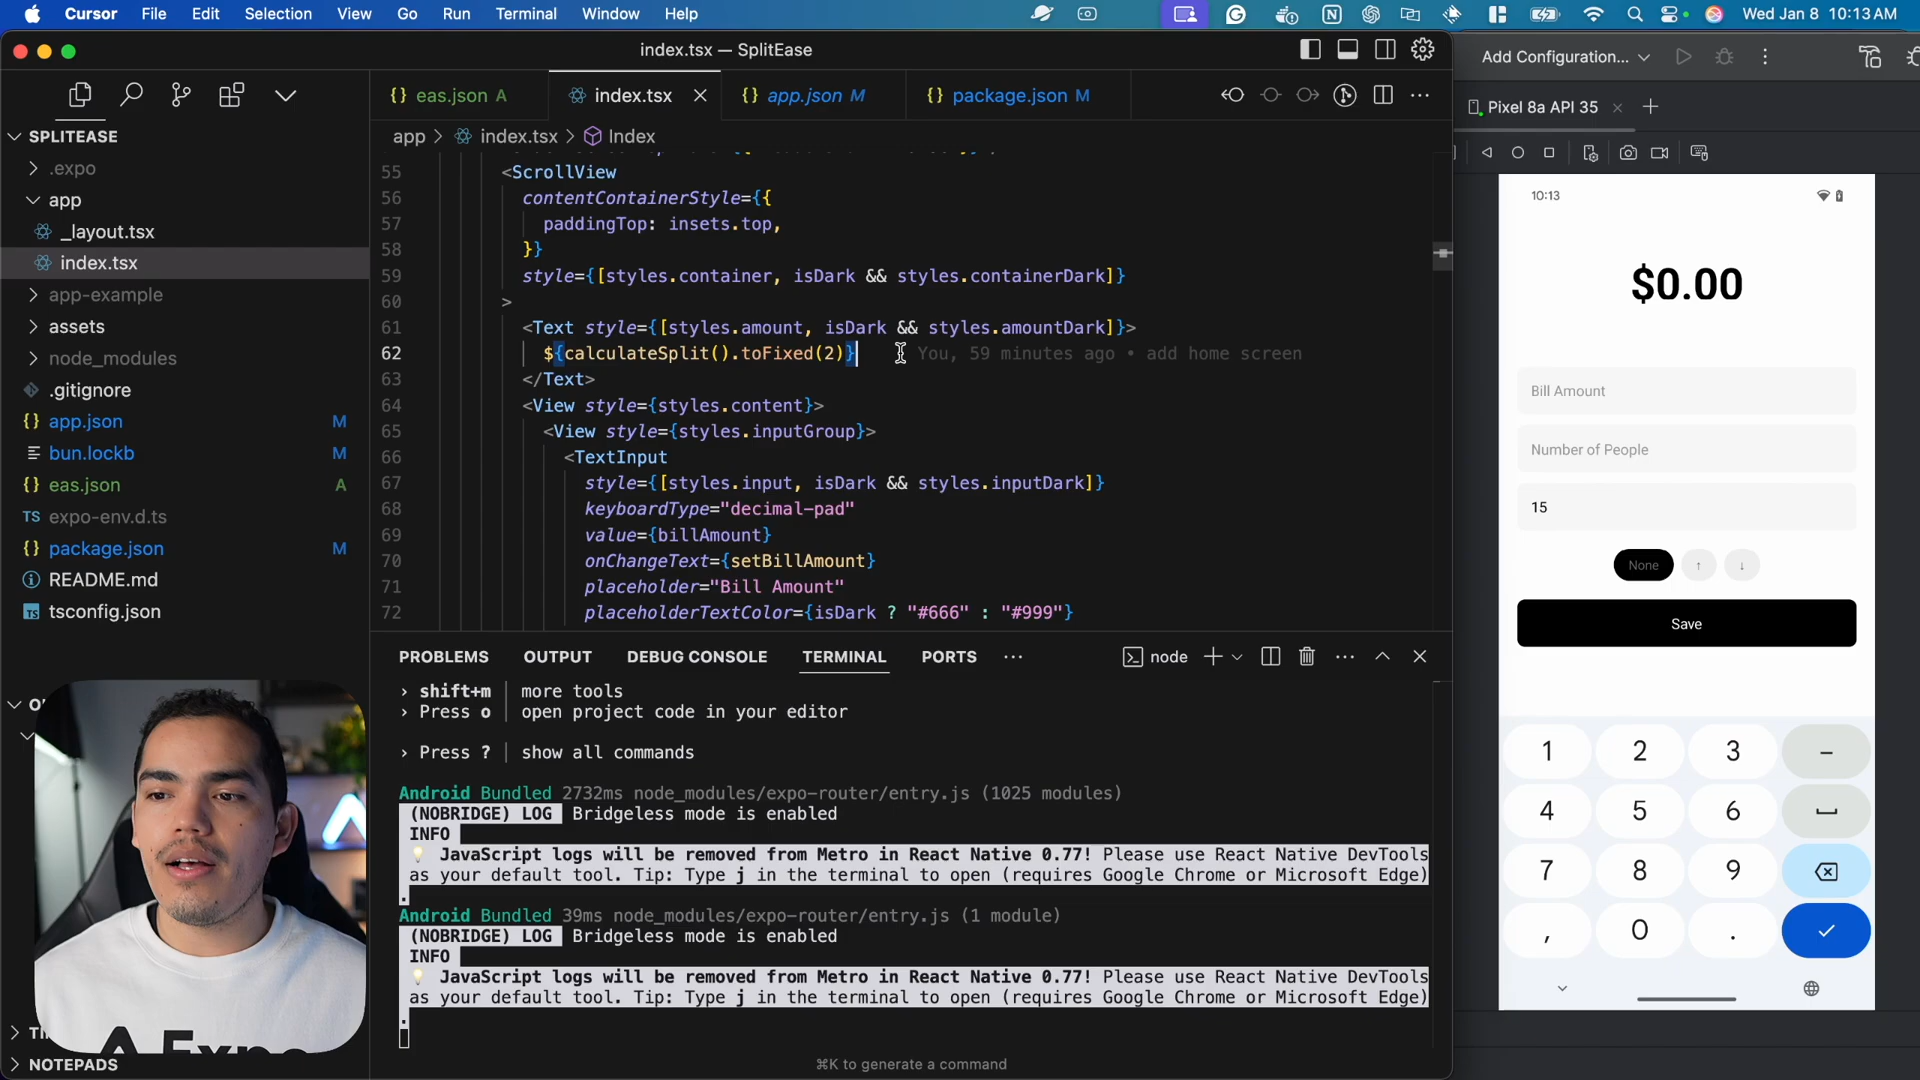 Cursor File Edit Selection View Go Run Terminal Window Help Wed Jan 8 10:13 AM
index.tsx — SplitEase
SPLITEASE
.expo
app
_layout.tsx
index.tsx
app-example
assets
node_modules
.gitignore
app.json M
bun.lockb M
eas.json A
expo-env.d.ts
package.json M
README.md
tsconfig.json
NOTEPADS
eas.json A index.tsx app.json M package.json M
app > index.tsx > Index
55 <ScrollView
56 contentContainerStyle={{
57 paddingTop: insets.top,
58 }}
59 style={[styles.container, isDark && styles.containerDark]}
60 >
61 <Text style={[styles.amount, isDark && styles.amountDark]}>
62 ${calculateSplit().toFixed(2)} You, 59 minutes ago • add home screen
63 </Text>
64 <View style={styles.content}>
65 <View style={styles.inputGroup}>
66 <TextInput
67 style={[styles.input, isDark && styles.inputDark]}
68 keyboardType="decimal-pad"
69 value={billAmount}
70 onChangeText={setBillAmount}
71 placeholder="Bill Amount"
72 placeholderTextColor={isDark ? "#666" : "#999"}
PROBLEMS OUTPUT DEBUG CONSOLE TERMINAL PORTS ··· node
› shift+m │ more tools
› Press o │ open project code in your editor
› Press ? │ show all commands
Android Bundled 2732ms node_modules/expo-router/entry.js (1025 modules)
(NOBRIDGE) LOG Bridgeless mode is enabled
INFO
💡 JavaScript logs will be removed from Metro in React Native 0.77! Please use React Native DevTools
as your default tool. Tip: Type j in the terminal to open (requires Google Chrome or Microsoft Edge)
.
Android Bundled 39ms node_modules/expo-router/entry.js (1 module)
(NOBRIDGE) LOG Bridgeless mode is enabled
INFO
💡 JavaScript logs will be removed from Metro in React Native 0.77! Please use React Native DevTools
as your default tool. Tip: Type j in the terminal to open (requires Google Chrome or Microsoft Edge)
.
⌘K to generate a command
Add Configuration...
Pixel 8a API 35
10:13
$0.00
Bill Amount
Number of People
15
None ↑ ↓
Save
1 2 3 –
4 5 6
7 8 9
, 0 .